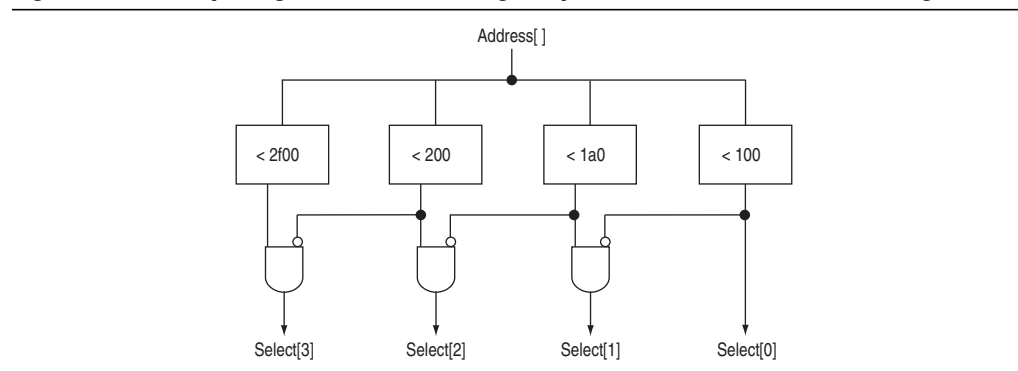 Address[ ]
< 2f00
< 200
< 1a0
< 100
Select[3]
Select[2]
Select[1]
Select[0]